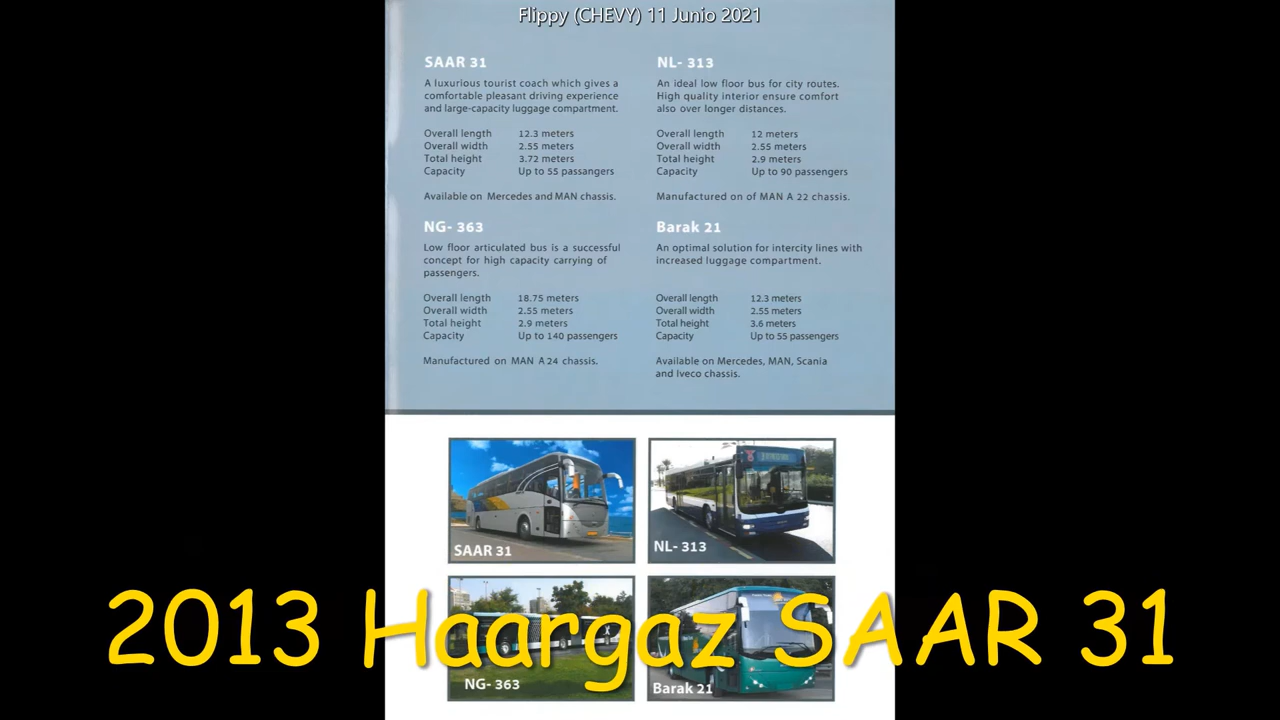 Flippy (CHEVY) 11 Junio 2021
SAAR 31
A luxurious tourist coach which gives a
comfortable pleasant driving experience
and large-capacity luggage compartment.
Overall length 12.3 meters
Overall width 2.55 meters
Total height 3.72 meters
Capacity Up to 55 passangers
Available on Mercedes and MAN chassis.
NL- 313
An ideal low floor bus for city routes.
High quality interior ensure comfort
also over longer distances.
Overall length 12 meters
Overall width 2.55 meters
Total height 2.9 meters
Capacity Up to 90 passengers
Manufactured on of MAN A 22 chassis.
NG- 363
Low floor articulated bus is a successful
concept for high capacity carrying of
passengers.
Overall length 18.75 meters
Overall width 2.55 meters
Total height 2.9 meters
Capacity Up to 140 passengers
Manufactured on MAN A 24 chassis.
Barak 21
An optimal solution for intercity lines with
increased luggage compartment.
Overall length 12.3 meters
Overall width 2.55 meters
Total height 3.6 meters
Capacity Up to 55 passengers
Available on Mercedes, MAN, Scania
and Iveco chassis.
SAAR 31
NL- 313
NG- 363
Barak 21
2013 Haargaz SAAR 31